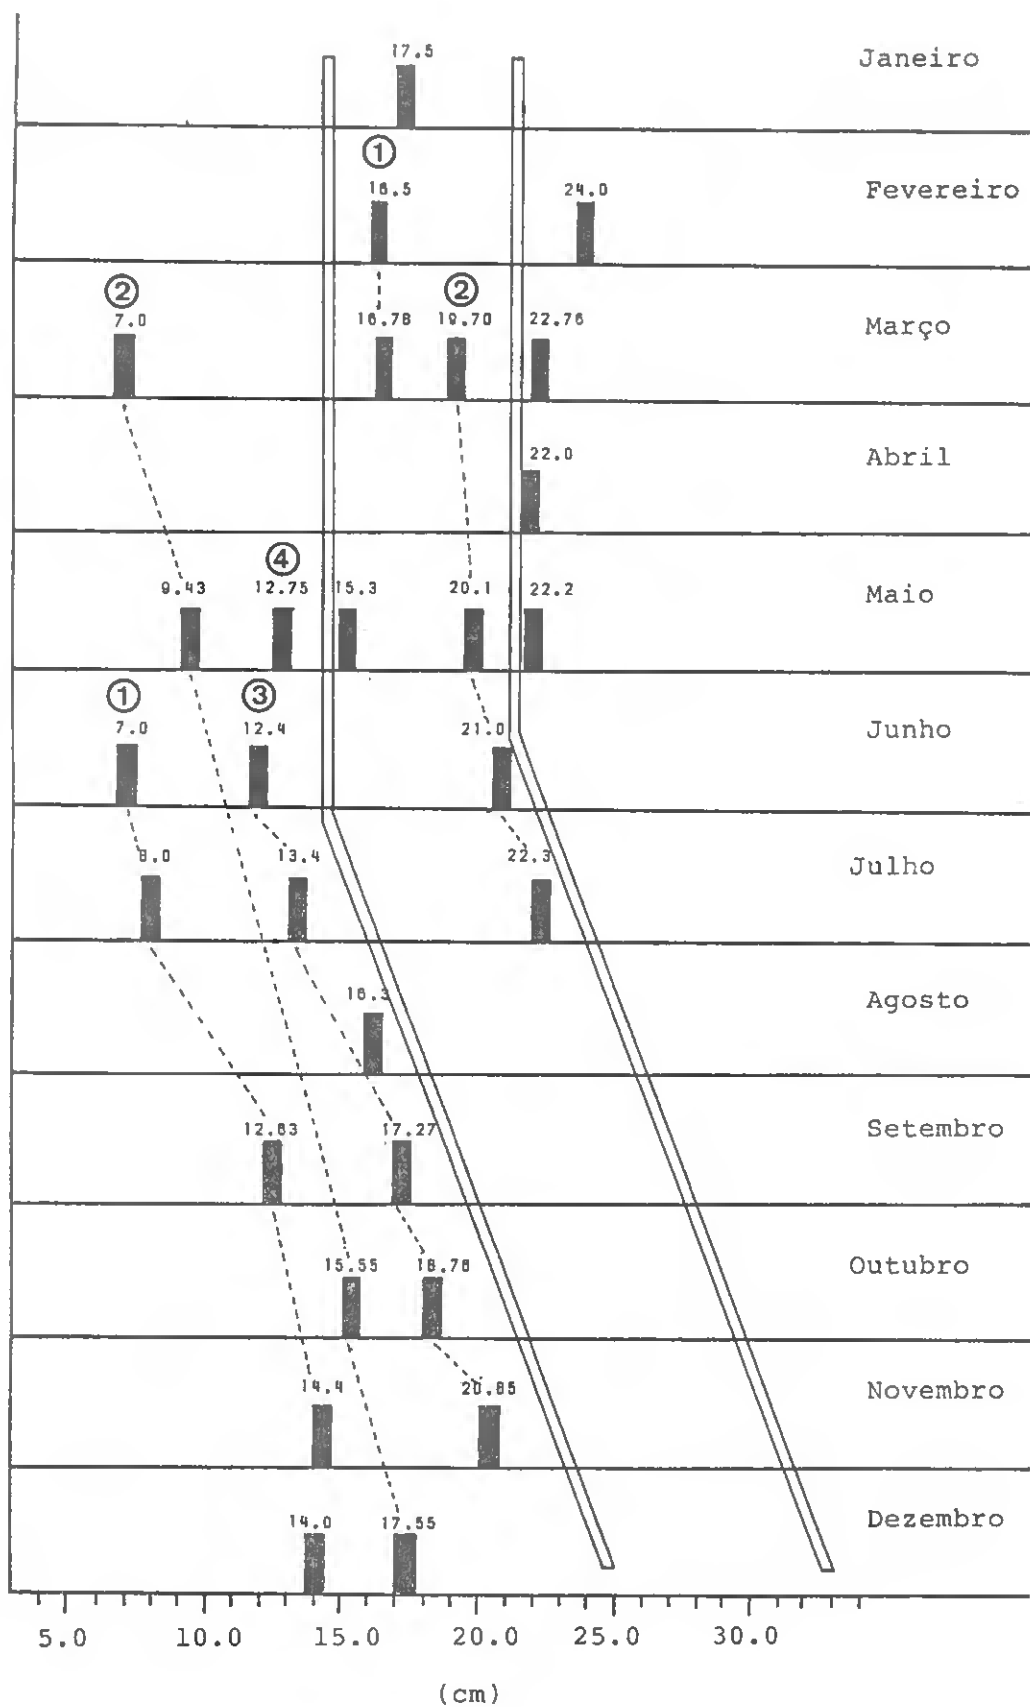 17.5
Janeiro
①
16.5 24.0
Fevereiro
② ②
7.0 16.78 19.70 22.76
Março
22.0
Abril
④
9.43 12.75 15.3 20.1 22.2
Maio
① ③
7.0 12.4 21.0
Junho
8.0 13.4 22.3
Julho
16.3
Agosto
12.63 17.27
Setembro
15.55 18.76
Outubro
14.4 20.65
Novembro
14.0 17.55
Dezembro
5.0 10.0 15.0 20.0 25.0 30.0
(cm)